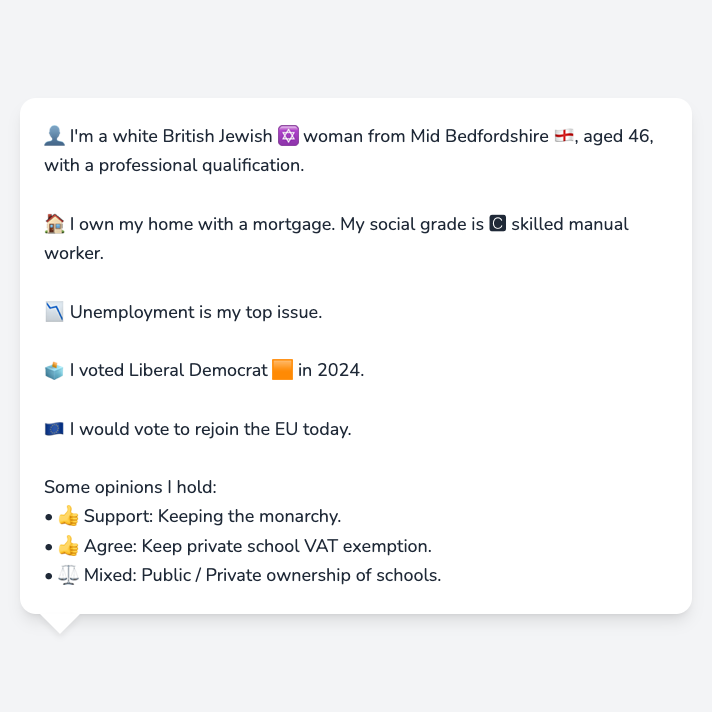 👤 I'm a white British Jewish ✡️ woman from Mid Bedfordshire 🏴󠁧󠁢󠁥󠁮󠁧󠁿, aged 46,
with a professional qualification.
🏠 I own my home with a mortgage. My social grade is 🅲 skilled manual
worker.
📉 Unemployment is my top issue.
🗳️ I voted Liberal Democrat 🟧 in 2024.
🇪🇺 I would vote to rejoin the EU today.
Some opinions I hold:
• 👍 Support: Keeping the monarchy.
• 👍 Agree: Keep private school VAT exemption.
• ⚖️ Mixed: Public / Private ownership of schools.